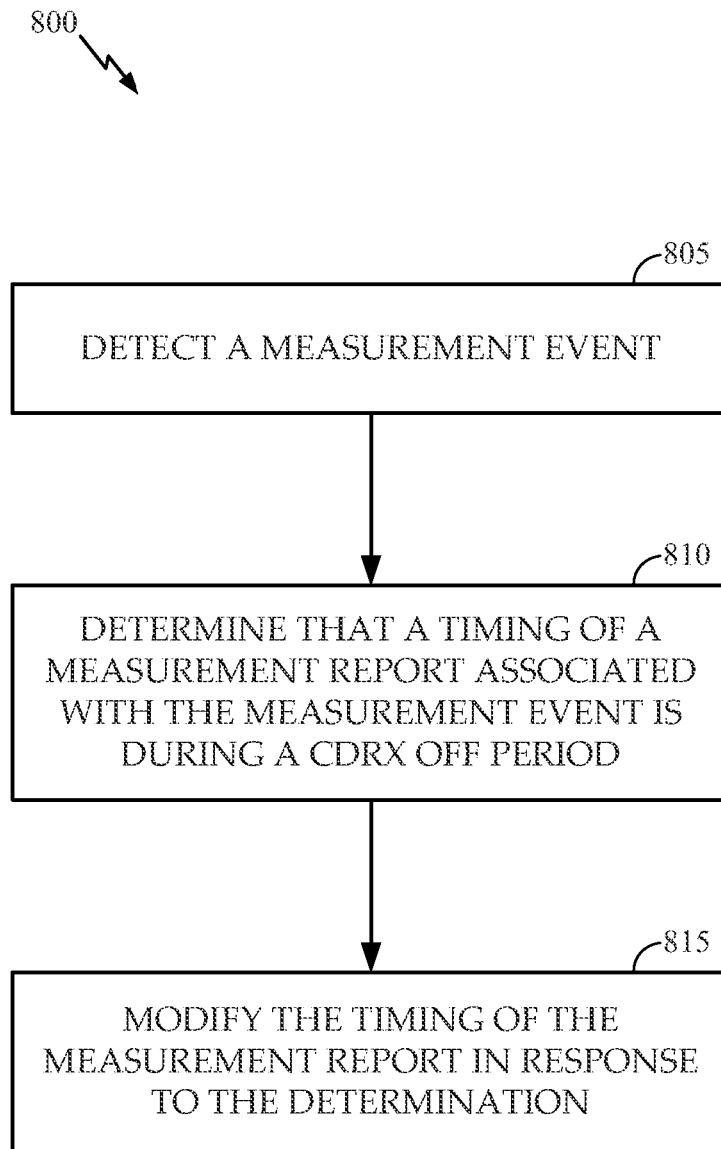 800
805
DETECT A MEASUREMENT EVENT
810
DETERMINE THAT A TIMING OF A
MEASUREMENT REPORT ASSOCIATED
WITH THE MEASUREMENT EVENT IS
DURING A CDRX OFF PERIOD
815
MODIFY THE TIMING OF THE
MEASUREMENT REPORT IN RESPONSE
TO THE DETERMINATION